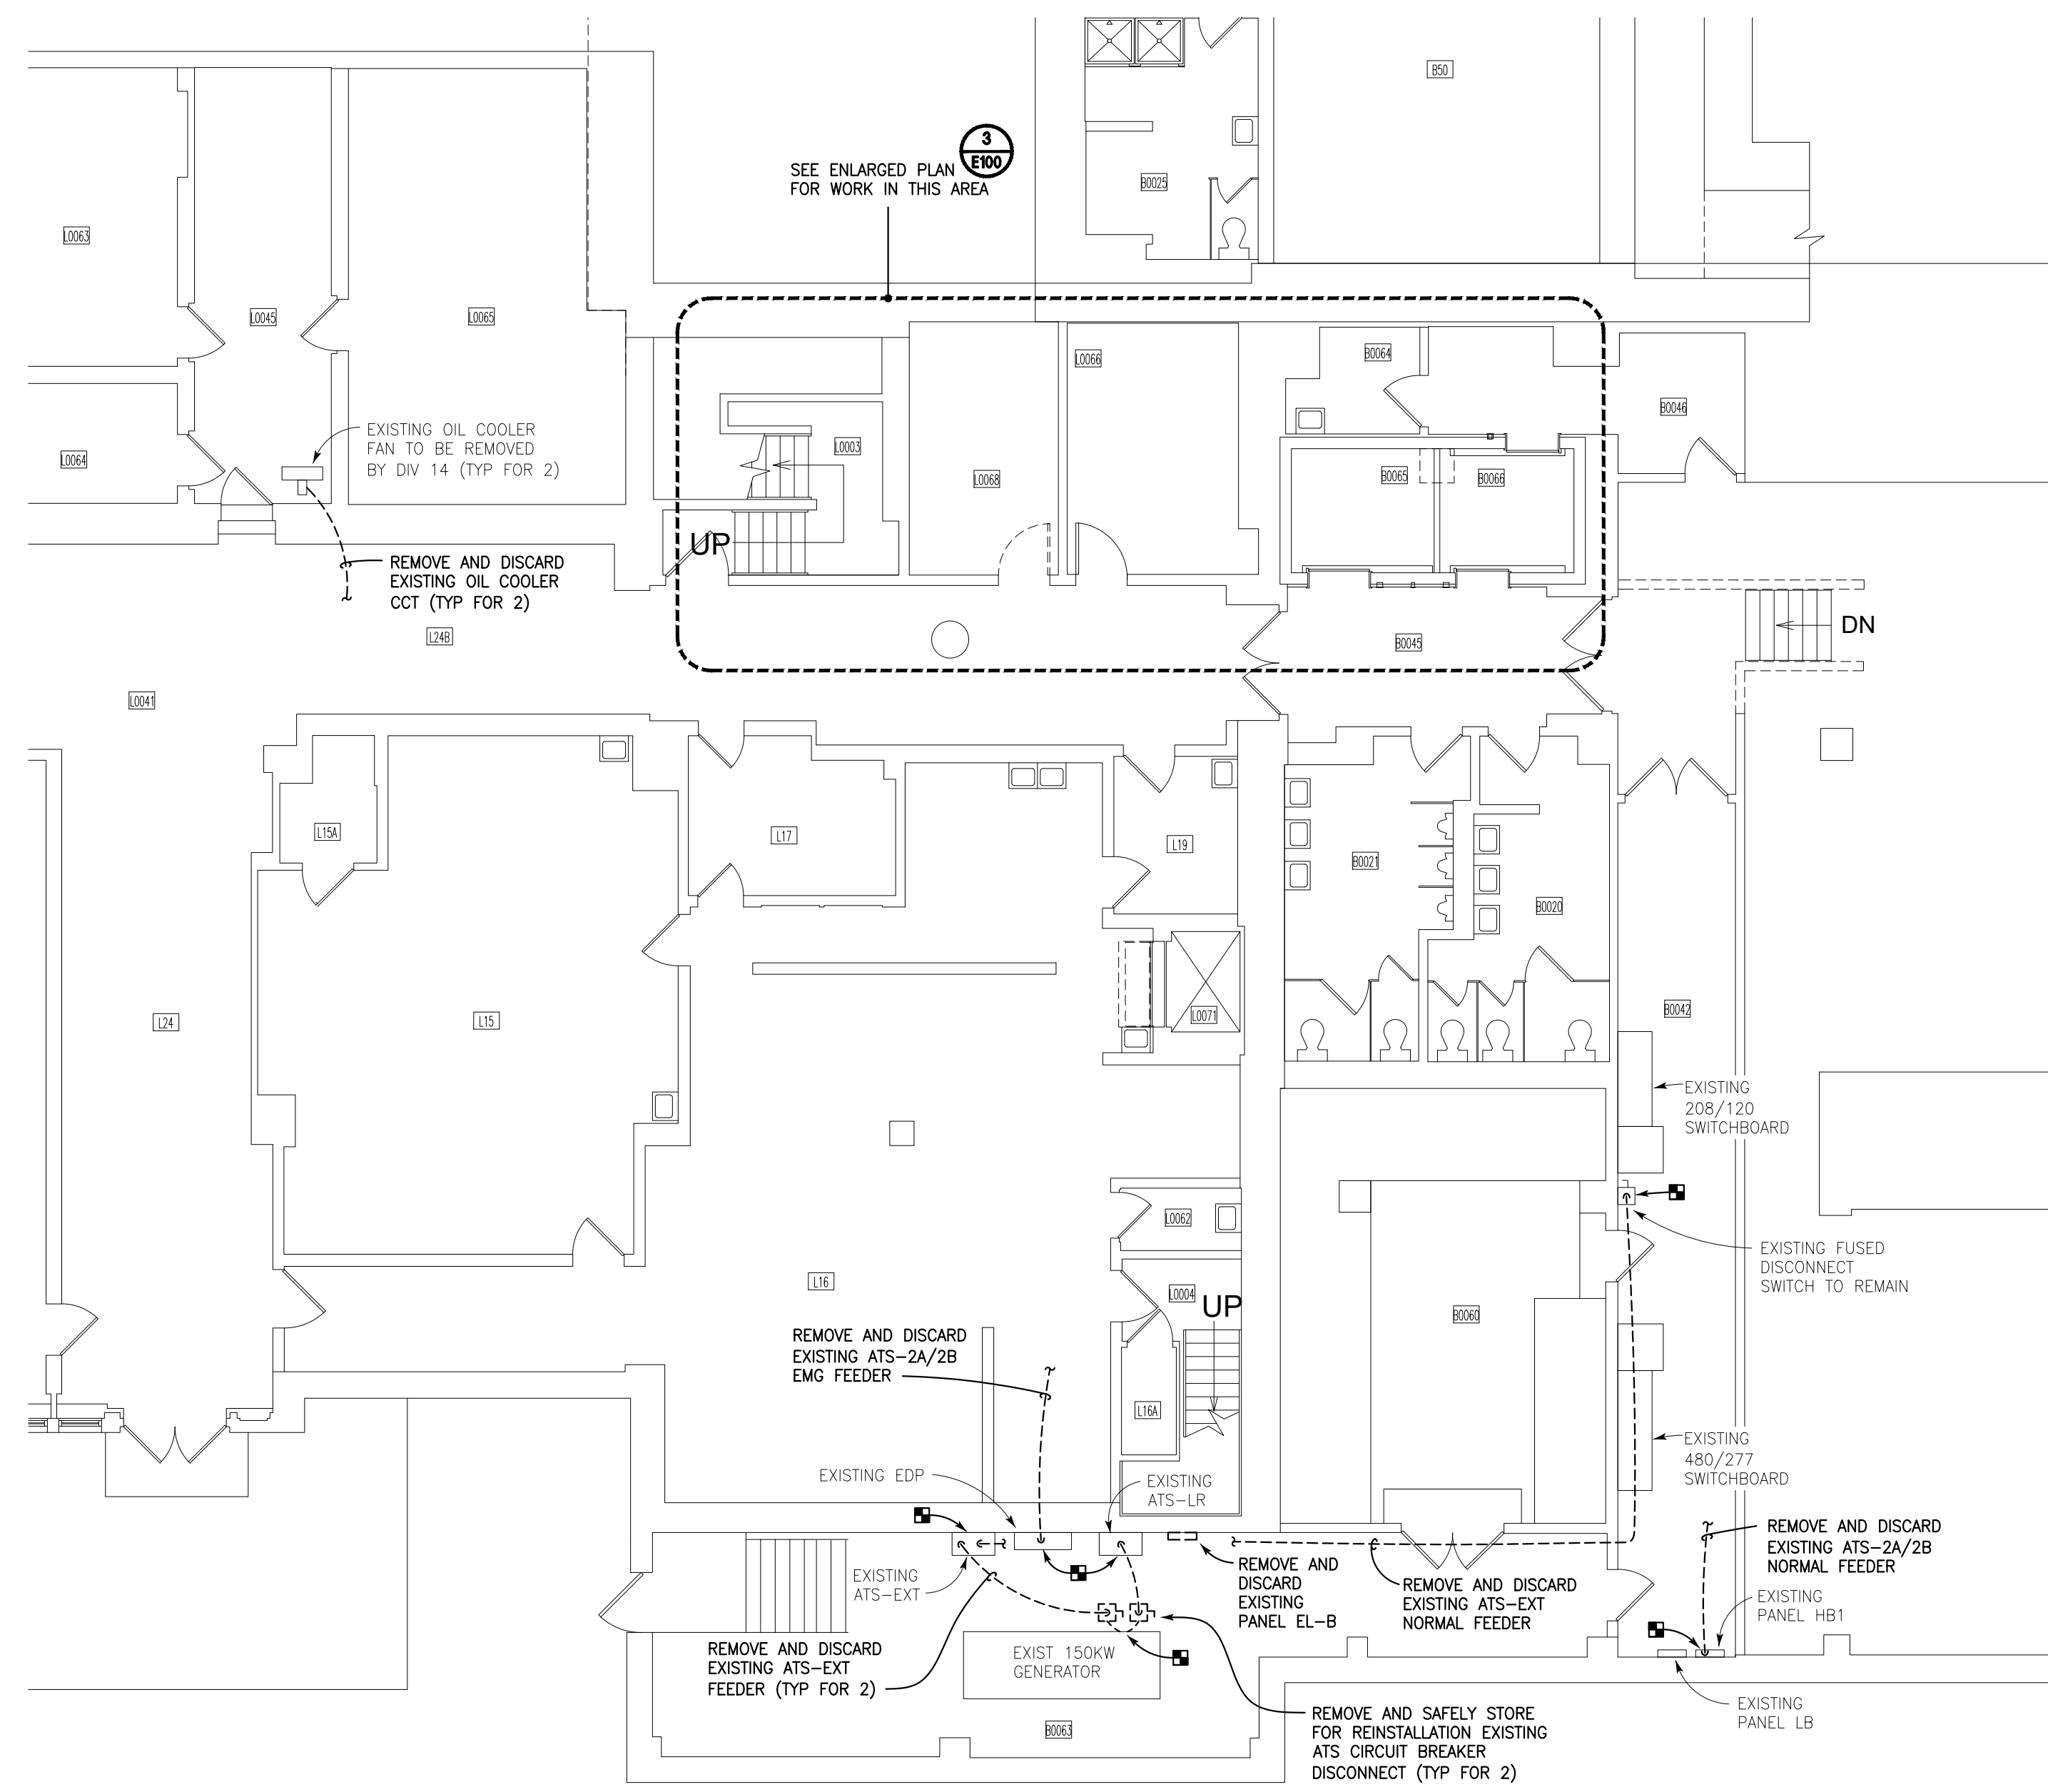 B50
3
E100
SEE ENLARGED PLAN
FOR WORK IN THIS AREA
B0025
L0063
L0045
L0065
L0066
B0064
B0046
EXISTING OIL COOLER
FAN TO BE REMOVED
BY DIV 14 (TYP FOR 2)
L0064
L0003
L0068
B0065
B0066
UP
REMOVE AND DISCARD
EXISTING OIL COOLER
CCT (TYP FOR 2)
L24B
B0045
DN
L0041
L15A
L17
L19
B0021
B0020
L24
L15
L0071
B0042
EXISTING
208/120
SWITCHBOARD
L0062
EXISTING FUSED
DISCONNECT
SWITCH TO REMAIN
L16
L0004
UP
B0060
REMOVE AND DISCARD
EXISTING ATS-2A/2B
EMG FEEDER
L16A
EXISTING
480/277
SWITCHBOARD
EXISTING EDP
EXISTING
ATS-LR
REMOVE AND DISCARD
EXISTING ATS-2A/2B
NORMAL FEEDER
EXISTING
ATS-EXT
REMOVE AND
DISCARD
EXISTING
PANEL EL-B
REMOVE AND DISCARD
EXISTING ATS-EXT
NORMAL FEEDER
EXISTING
PANEL HB1
REMOVE AND DISCARD
EXISTING ATS-EXT
FEEDER (TYP FOR 2)
EXIST 150KW
GENERATOR
B0063
REMOVE AND SAFELY STORE
FOR REINSTALLATION EXISTING
ATS CIRCUIT BREAKER
DISCONNECT (TYP FOR 2)
EXISTING
PANEL LB